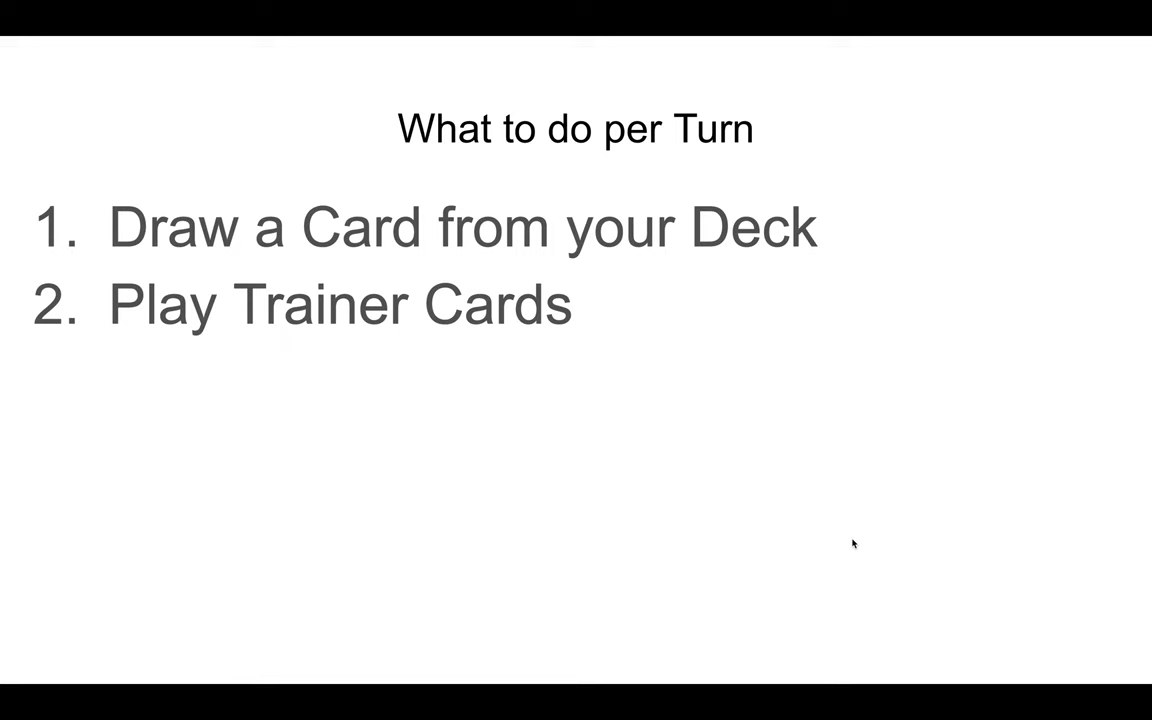 What to do per Turn
1. Draw a Card from your Deck
2. Play Trainer Cards